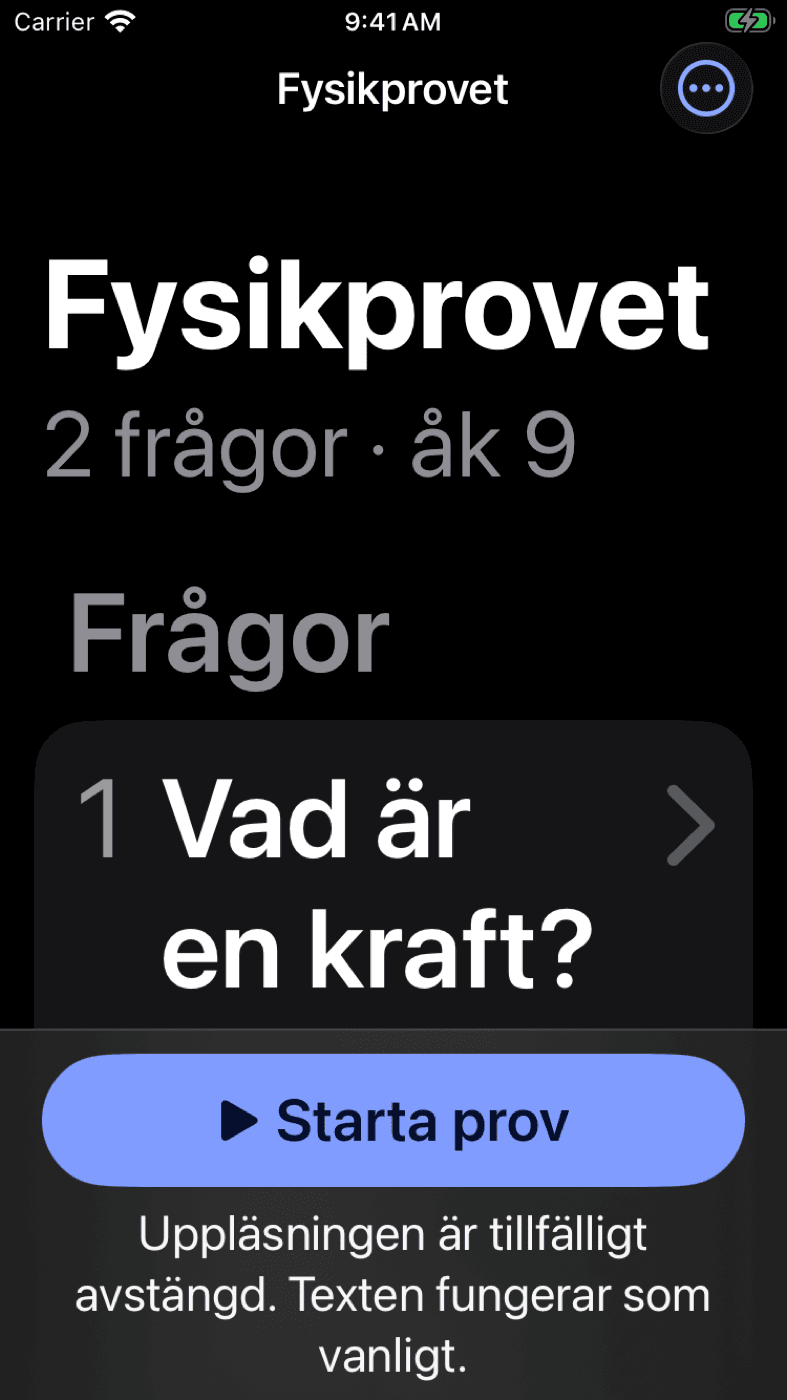 Carrier 9:41 AM
Fysikprovet
Fysikprovet
2 frågor · åk 9
Frågor
1 Vad är
en kraft?
Starta prov
Uppläsningen är tillfälligt
avstängd. Texten fungerar som
vanligt.